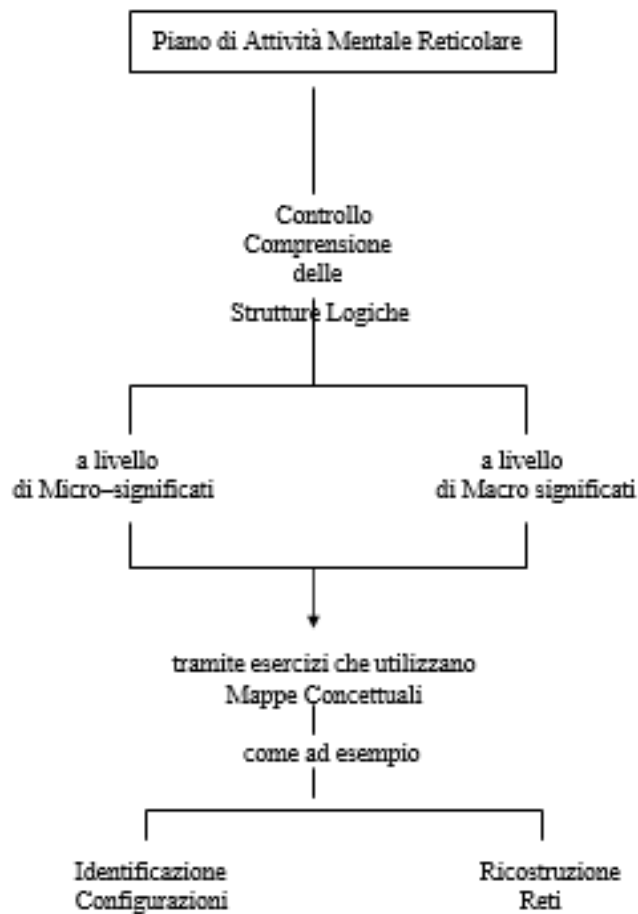 Piano di Attività Mentale Reticolare
Controllo
Comprensione
delle
Strutture Logiche
a livello
di Micro–significati
a livello
di Macro significati
tramite esercizi che utilizzano
Mappe Concettuali
come ad esempio
Identificazione
Configurazioni
Ricostruzione
Reti